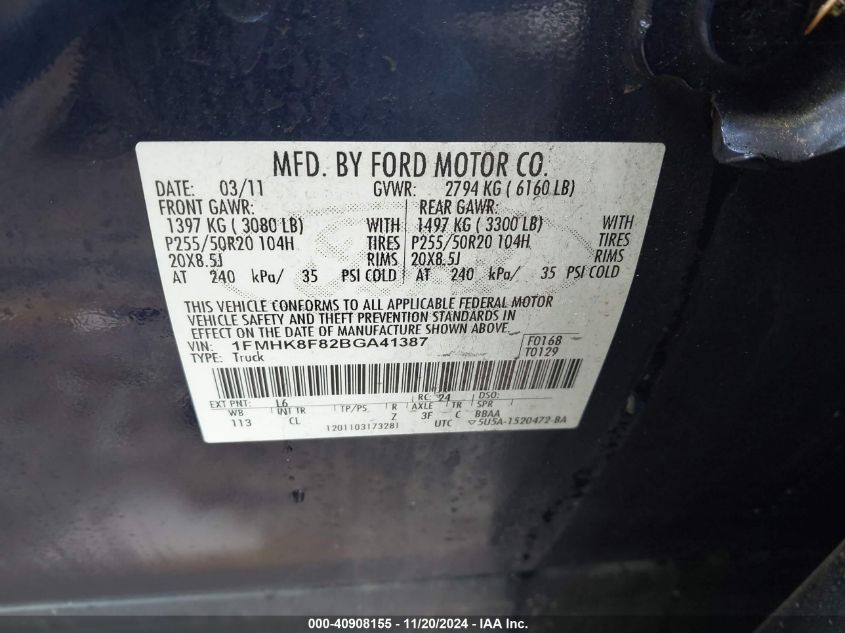 MFD. BY FORD MOTOR CO.
DATE: 03/11 GVWR: 2794 KG ( 6160 LB)
FRONT GAWR: REAR GAWR:
1397 KG ( 3080 LB) WITH 1497 KG ( 3300 LB) WITH
P255/50R20 104H TIRES P255/50R20 104H TIRES
20X8.5J RIMS 20X8.5J RIMS
AT 240 kPa/ 35 PSI COLD AT 240 kPa/ 35 PSI COLD
THIS VEHICLE CONFORMS TO ALL APPLICABLE FEDERAL MOTOR
VEHICLE SAFETY AND THEFT PREVENTION STANDARDS IN
EFFECT ON THE DATE OF MANUFACTURE SHOWN ABOVE.
VIN: 1FMHK8F82BGA41387 F0168
TYPE: Truck T0129
EXT PNT: L6 RC: 24 DSO:
WB INT TR TP/PS R AXLE TR SPR
113 CL Z 3F C BBAA
1201103173281 UTC 5U5A-1520472-BA
000-40908155 - 11/20/2024 - IAAI.com